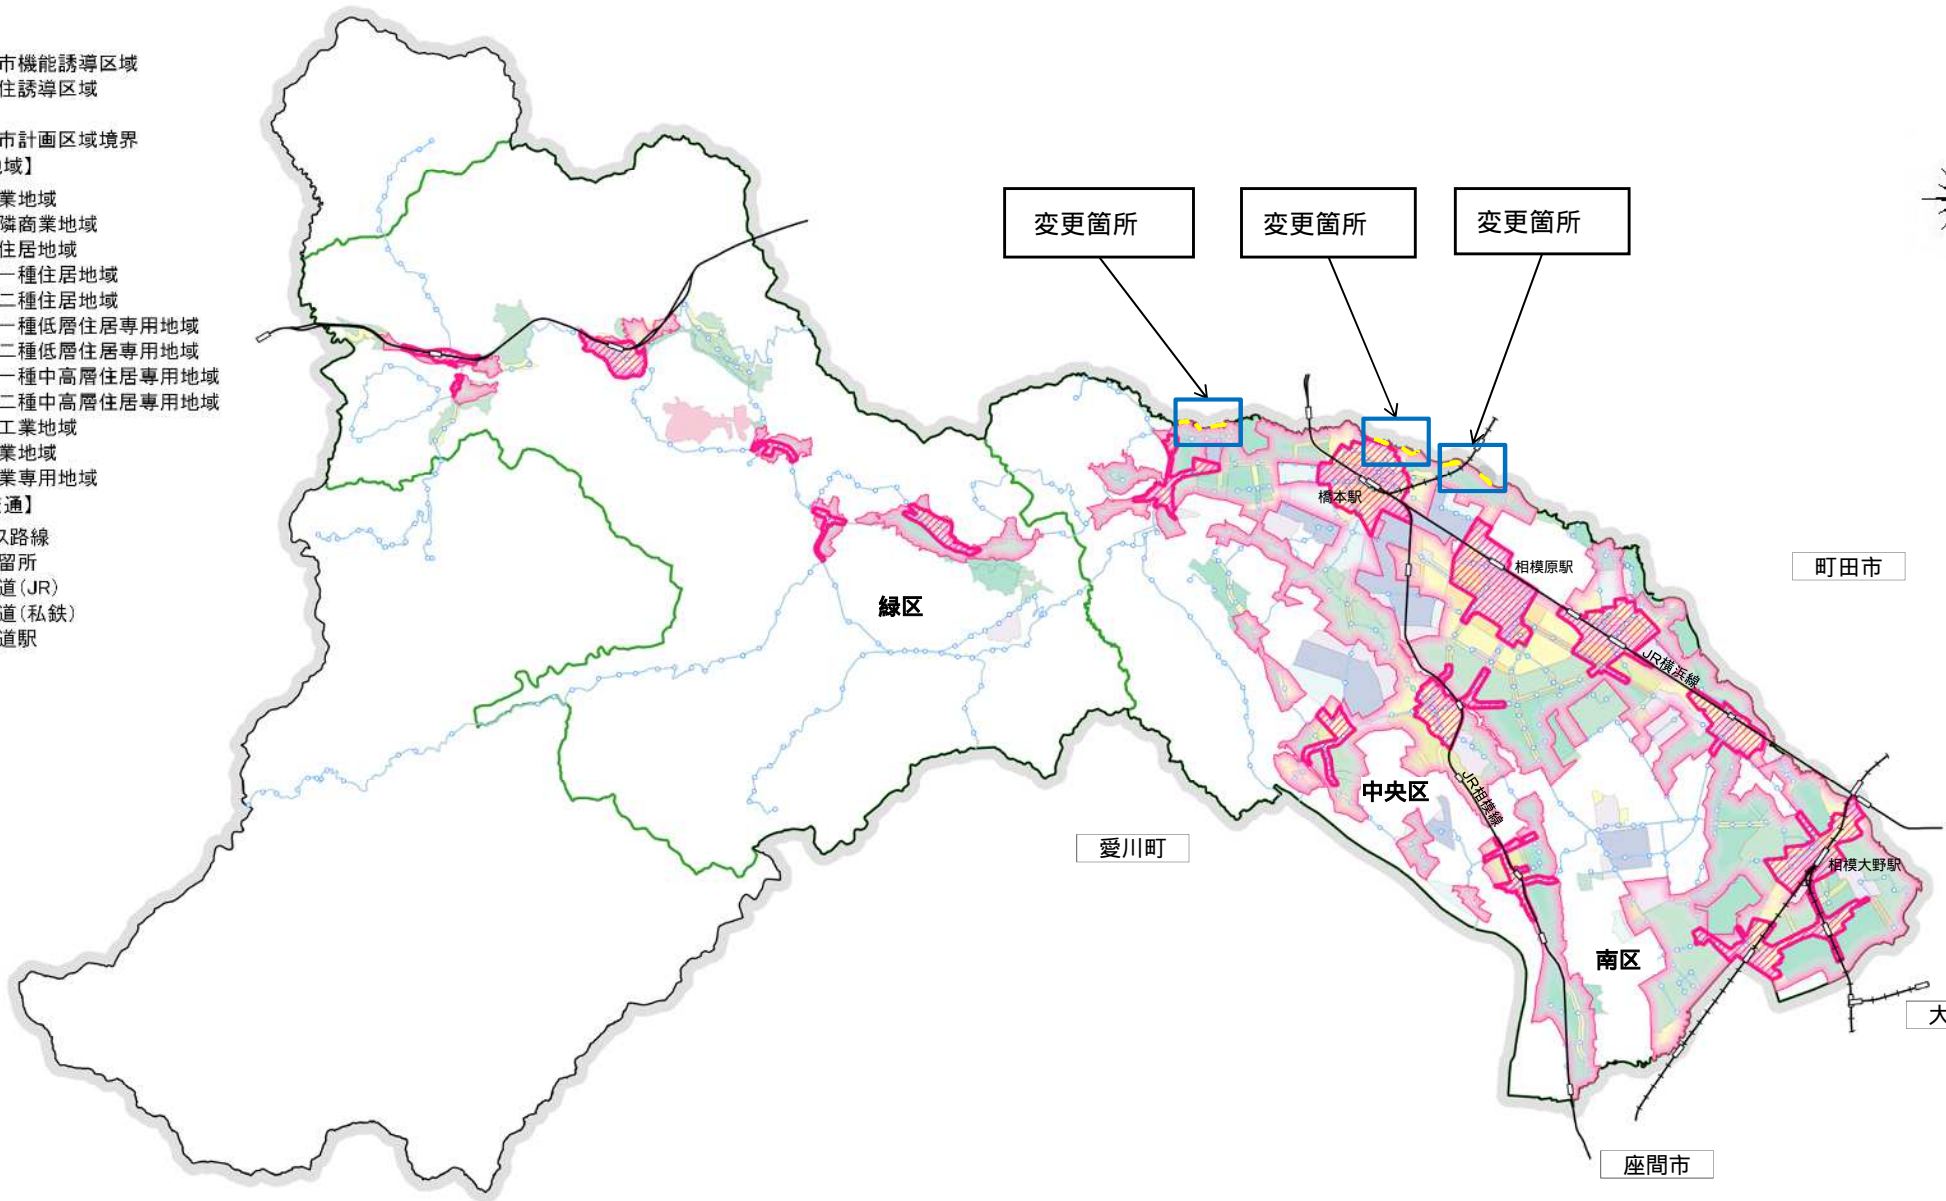 市機能誘導区域
住誘導区域
市計画区域境界
域】
業地域
隣商業地域
住居地域
一種住居地域
二種住居地域
一種低層住居専用地域
二種低層住居専用地域
一種中高層住居専用地域
二種中高層住居専用地域
工業地域
業地域
業専用地域
通】
ス路線
留所
道(JR)
道(私鉄)
道駅
変更箇所
変更箇所
変更箇所
橋本駅
相模原駅
町田市
緑区
JR横浜線
中央区
JR相模線
愛川町
相模大野駅
南区
大
座間市